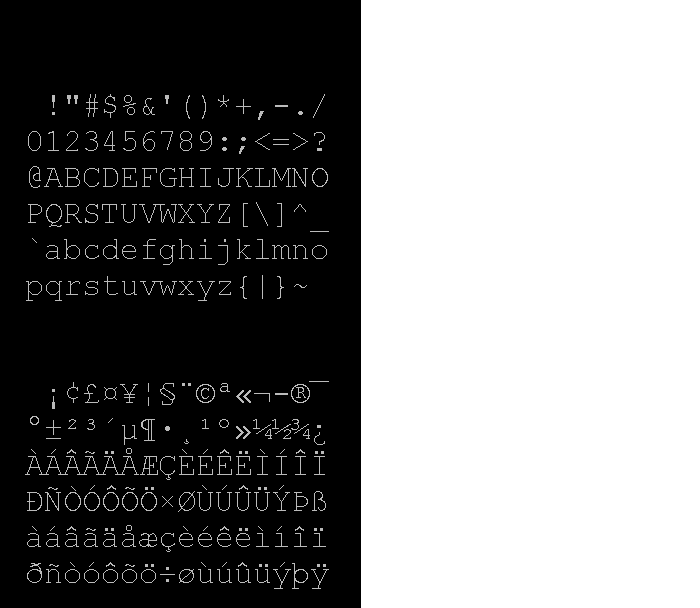 !"#$%&'()*+,-./
0123456789:;<=>?
@ABCDEFGHIJKLMNO
PQRSTUVWXYZ[\]^_
`abcdefghijklmno
pqrstuvwxyz{|}~
¡¢£¤¥¦§¨©ª«¬-®¯
°±²³´µ¶·¸¹º»¼½¾¿
ÀÁÂÃÄÅÆÇÈÉÊËÌÍÎÏ
ÐÑÒÓÔÕÖ×ØÙÚÛÜÝÞß
àáâãäåæçèéêëìíîï
ðñòóôõö÷øùúûüýþÿ